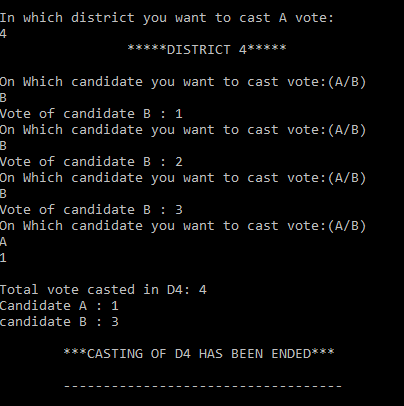 In which district you want to cast A vote:
4
*****DISTRICT 4*****
On Which candidate you want to cast vote:(A/B)
B
Vote of candidate B : 1
On Which candidate you want to cast vote:(A/B)
B
Vote of candidate B : 2
On Which candidate you want to cast vote:(A/B)
B
Vote of candidate B : 3
On Which candidate you want to cast vote:(A/B)
A
1
Total vote casted in D4: 4
Candidate A : 1
candidate B : 3
***CASTING OF D4 HAS BEEN ENDED***
-----------------------------------